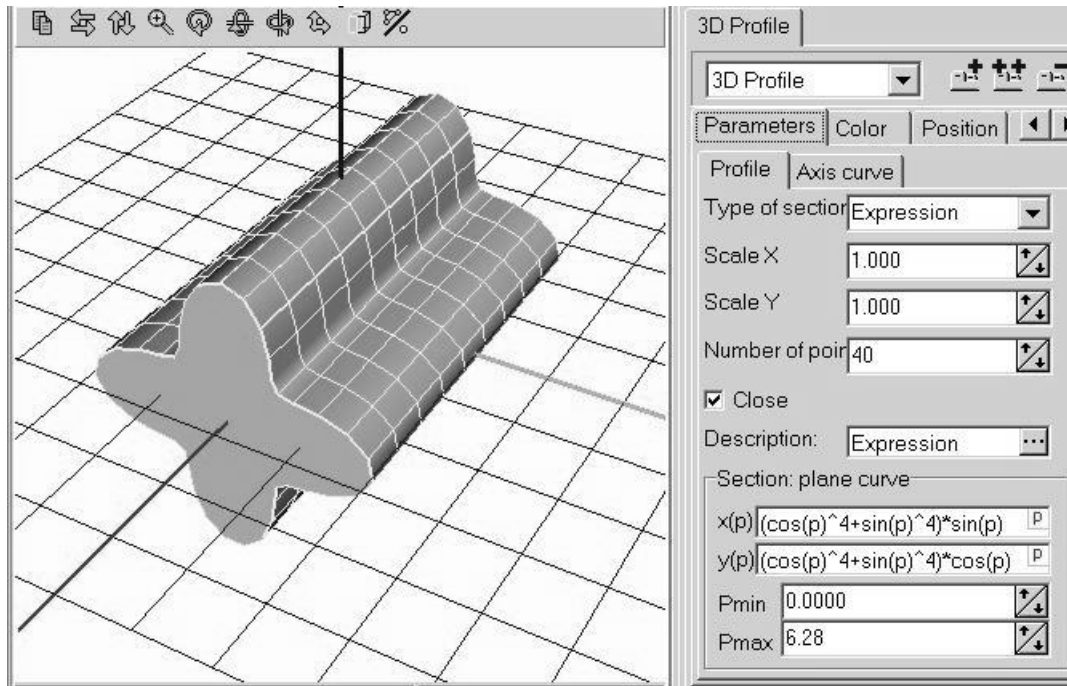 3D Profile
3D Profile
Parameters Color Position
Profile Axis curve
Type of section Expression
Scale X 1.000
Scale Y 1.000
Number of poir 40
Close
Description: Expression ...
Section: plane curve
x(p) (cos(p)^4+sin(p)^4)*sin(p) P
y(p) (cos(p)^4+sin(p)^4)*cos(p) P
Pmin 0.0000
Pmax 6.28